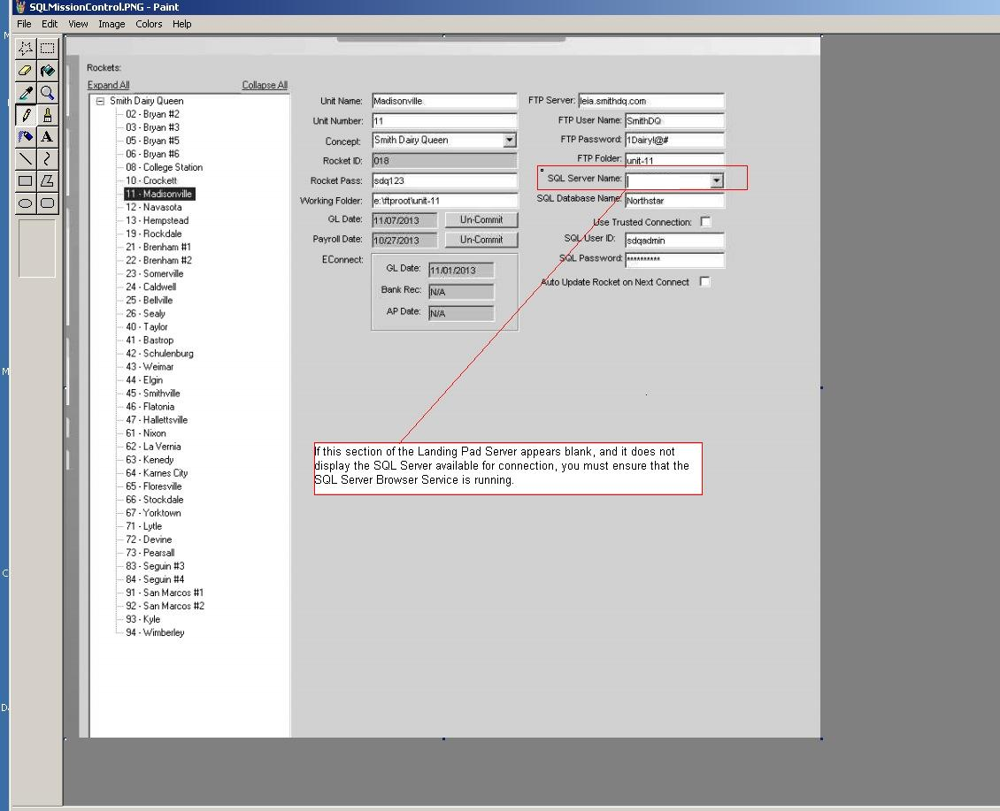 SQLMissionControl.PNG - Paint
File Edit View Image Colors Help
Rockets:
Expand All Collapse All
Smith Dairy Queen
02 - Bryan #2
03 - Bryan #3
05 - Bryan #5
06 - Bryan #6
08 - College Station
10 - Crockett
11 - Madisonville
12 - Navasota
13 - Hempstead
19 - Rockdale
21 - Brenham #1
22 - Brenham #2
23 - Somerville
24 - Caldwell
25 - Bellville
26 - Sealy
40 - Taylor
41 - Bastrop
42 - Schulenburg
43 - Weimar
44 - Elgin
45 - Smithville
46 - Flatonia
47 - Hallettsville
61 - Nixon
62 - La Vernia
63 - Kenedy
64 - Karnes City
65 - Floresville
66 - Stockdale
67 - Yorktown
71 - Lytle
72 - Devine
73 - Pearsall
83 - Seguin #3
84 - Seguin #4
91 - San Marcos #1
92 - San Marcos #2
93 - Kyle
94 - Wimberley
Unit Name: Madisonville
Unit Number: 11
Concept: Smith Dairy Queen
Rocket ID: 018
Rocket Pass: sdq123
Working Folder: e:\ftproot\unit-11
GL Date: 11/07/2013 Un-Commit
Payroll Date: 10/27/2013 Un-Commit
EConnect:
GL Date: 11/01/2013
Bank Rec: N/A
AP Date: N/A
FTP Server: leia.smithdq.com
FTP User Name: SmithDQ
FTP Password: 1Dairy!@#
FTP Folder: unit-11
SQL Server Name:
SQL Database Name: Northstar
Use Trusted Connection:
SQL User ID: sdqadmin
SQL Password: **********
Auto Update Rocket on Next Connect
If this section of the Landing Pad Server appears blank, and it does not
display the SQL Server available for connection, you must ensure that the
SQL Server Browser Service is running.